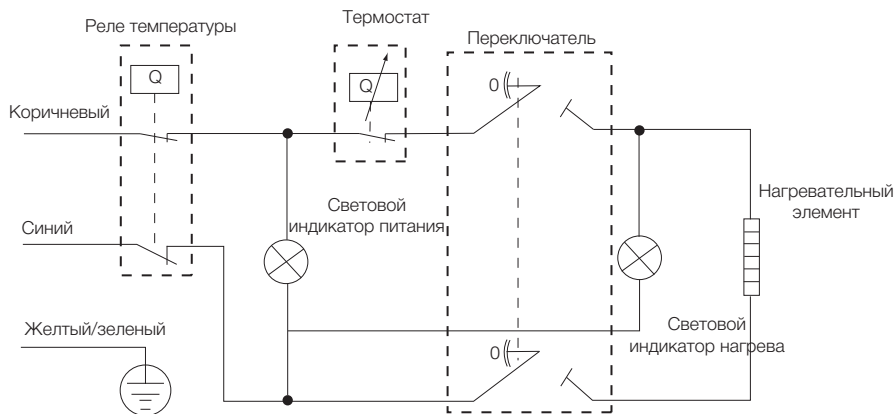 Реле температуры
Термостат
Переключатель
Q
Q
0
Коричневый
Световой
индикатор питания
Нагревательный
элемент
Синий
Желтый/зеленый
0
Световой
индикатор нагрева